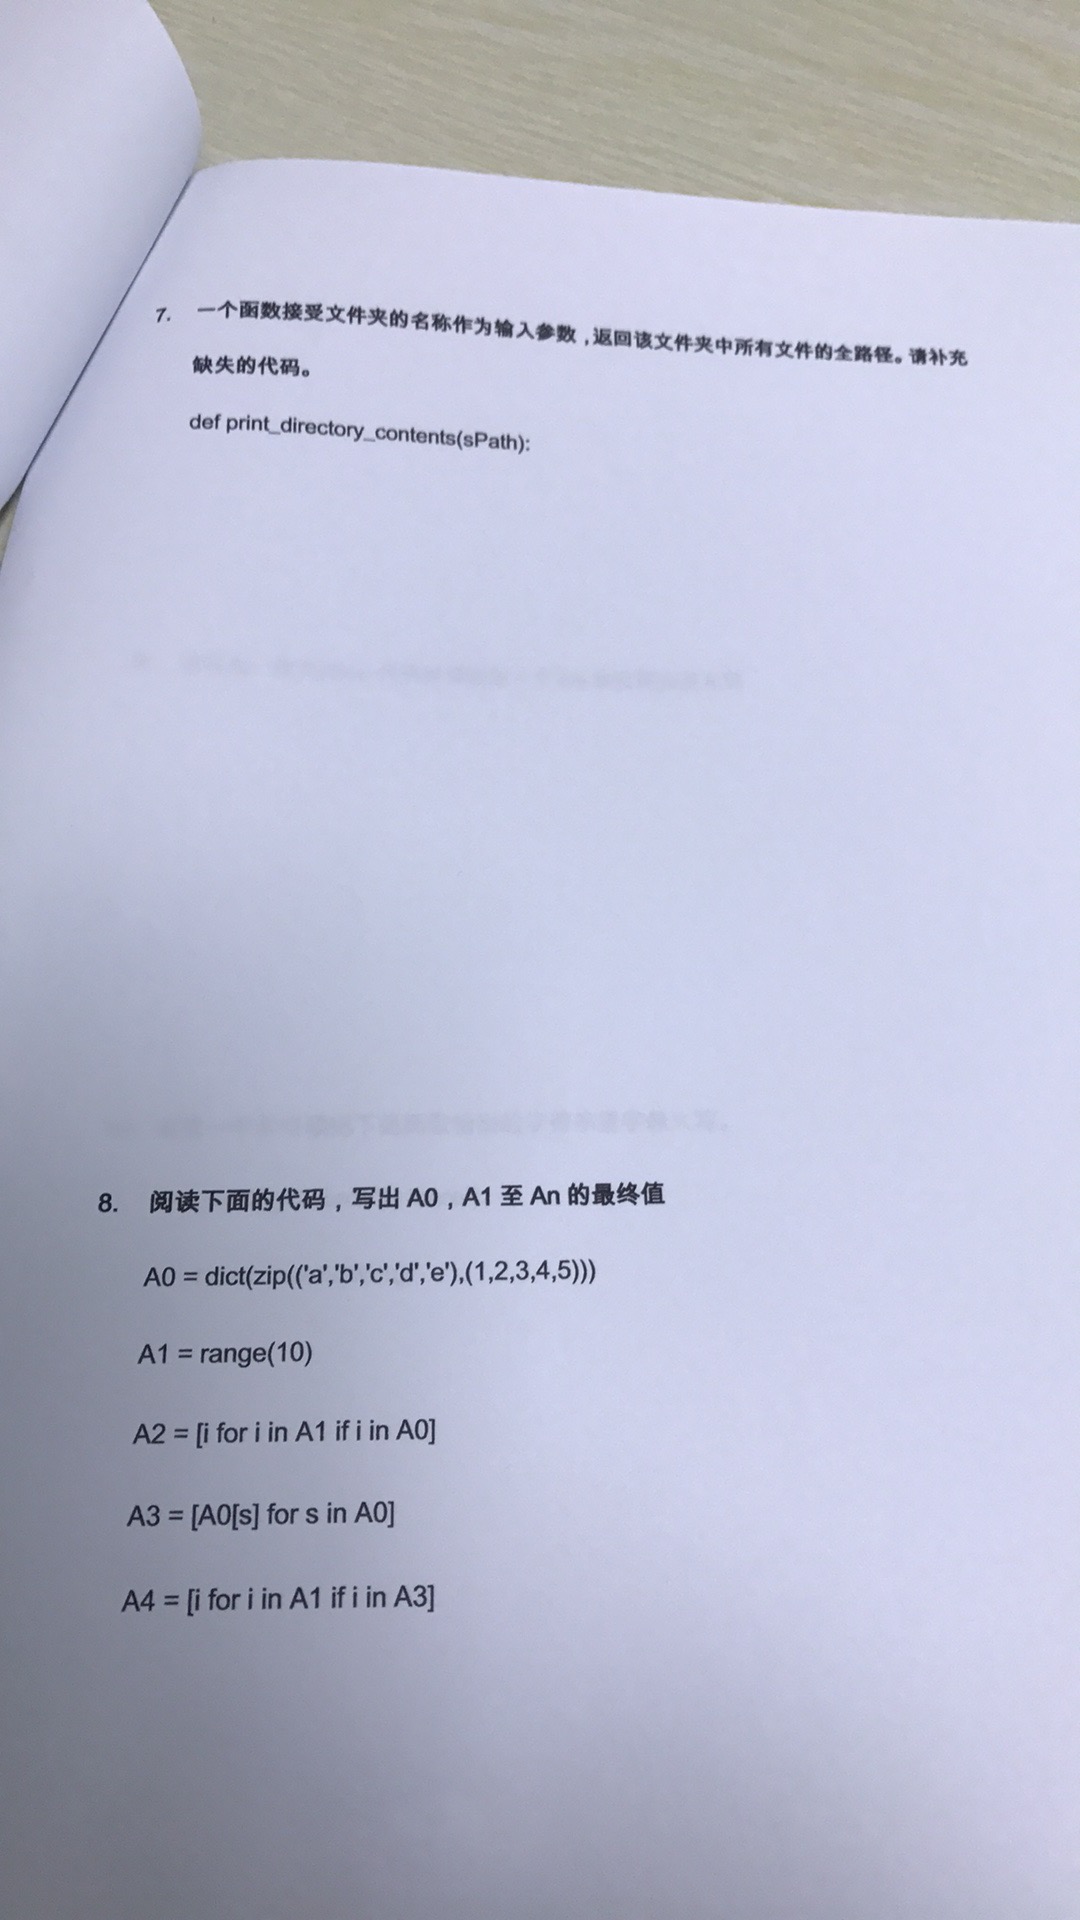 7. 一个函数接受文件夹的名称作为输入参数,返回该文件夹中所有文件的全路径。请补充
缺失的代码。
def print_directory_contents(sPath):
8. 阅读下面的代码,写出 A0,A1 至 An 的最终值
A0 = dict(zip(('a','b','c','d','e'),(1,2,3,4,5)))
A1 = range(10)
A2 = [i for i in A1 if i in A0]
A3 = [A0[s] for s in A0]
A4 = [i for i in A1 if i in A3]